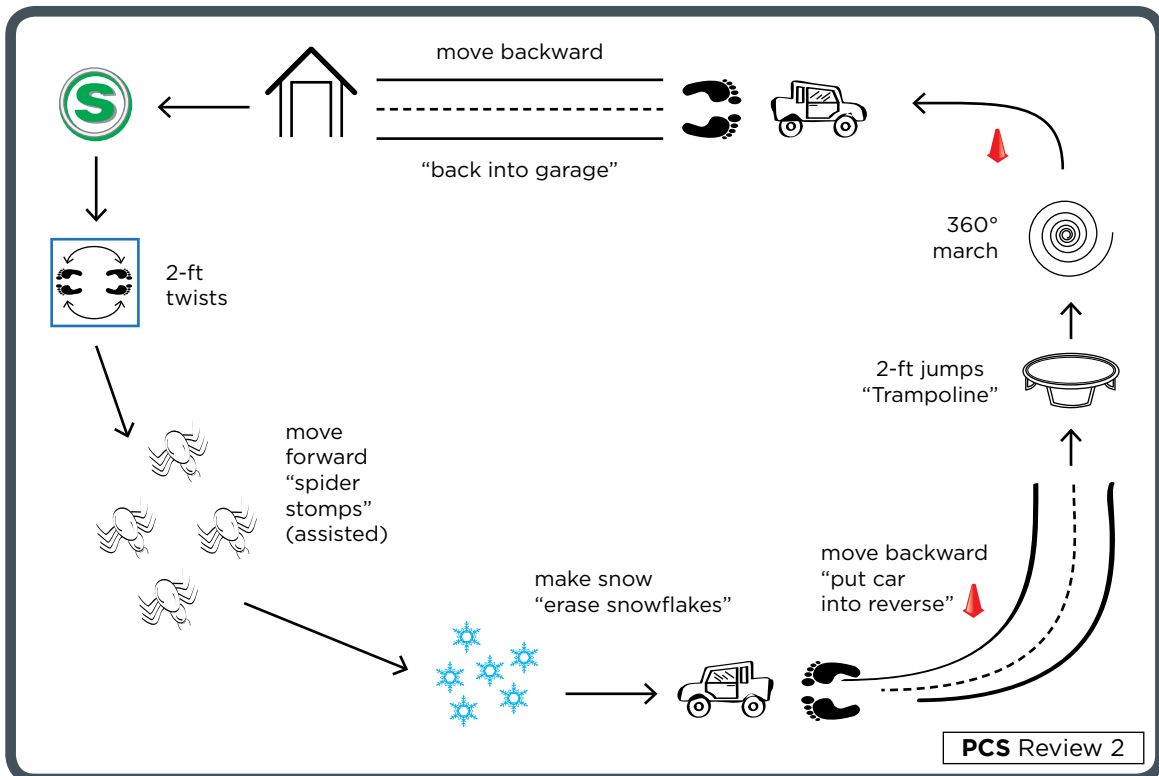 move backward
S
“back into garage”
360°
march
2-ft
twists
2-ft jumps
“Trampoline”
move
forward
“spider
stomps”
(assisted)
make snow
“erase snowflakes”
move backward
“put car
into reverse”
PCS Review 2